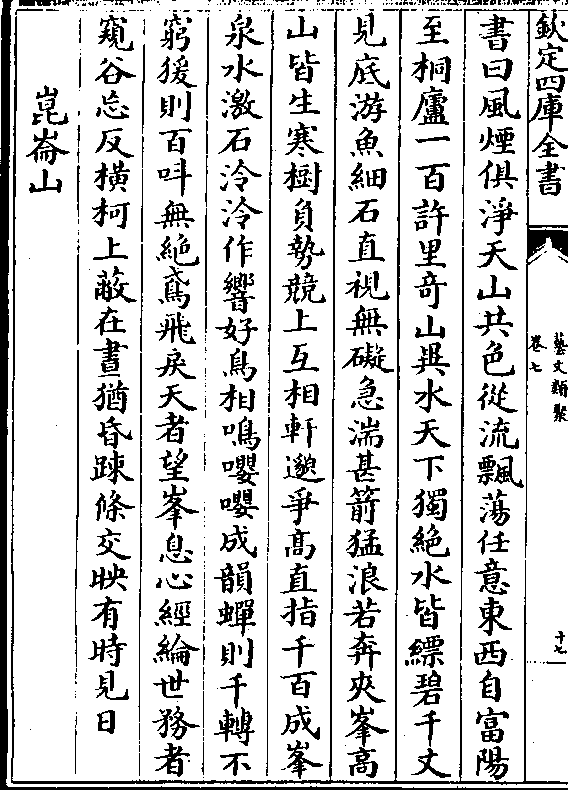 欽定四庫全書
藝文類聚
卷七
十七
書曰風煙俱淨天山共色從流飄蕩任意東西自富陽
至桐廬一百許里奇山異水天下獨絶水皆縹碧千丈
見底游魚細石直視無礙急湍甚箭猛浪若奔夾峯髙
山皆生寒樹負勢競上互相軒邈爭髙直指千百成峯
泉水激石泠泠作響好鳥相鳴嚶嚶成韻蟬則千轉不
窮猨則百呌無絶鳶飛戾天者望峯息心經綸世務者
窺谷忘反橫柯上蔽在晝猶昏踈條交映有時見日
崑崙山